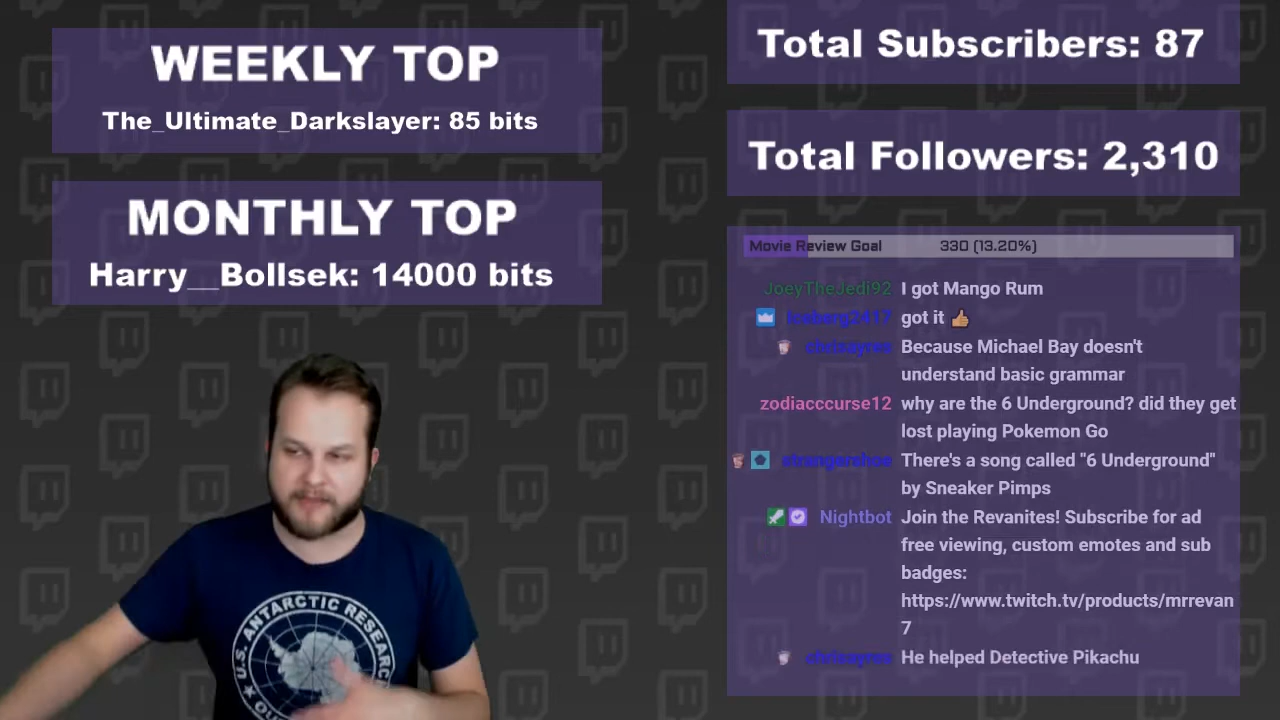 WEEKLY TOP
The_Ultimate_Darkslayer: 85 bits
MONTHLY TOP
Harry__Bollsek: 14000 bits
Total Subscribers: 87
Total Followers: 2,310
Movie Review Goal 330 (13.20%)
JoeyTheJedi92 I got Mango Rum
Iceberg2417 got it 👍
Because Michael Bay doesn't
understand basic grammar
zodiacccurse12 why are the 6 Underground? did they get
lost playing Pokemon Go
strangershoe There's a song called "6 Underground"
by Sneaker Pimps
Nightbot Join the Revanites! Subscribe for ad
free viewing, custom emotes and sub
badges:
https://www.twitch.tv/products/mrrevan
7
He helped Detective Pikachu
U.S. ANTARCTIC RESEARC